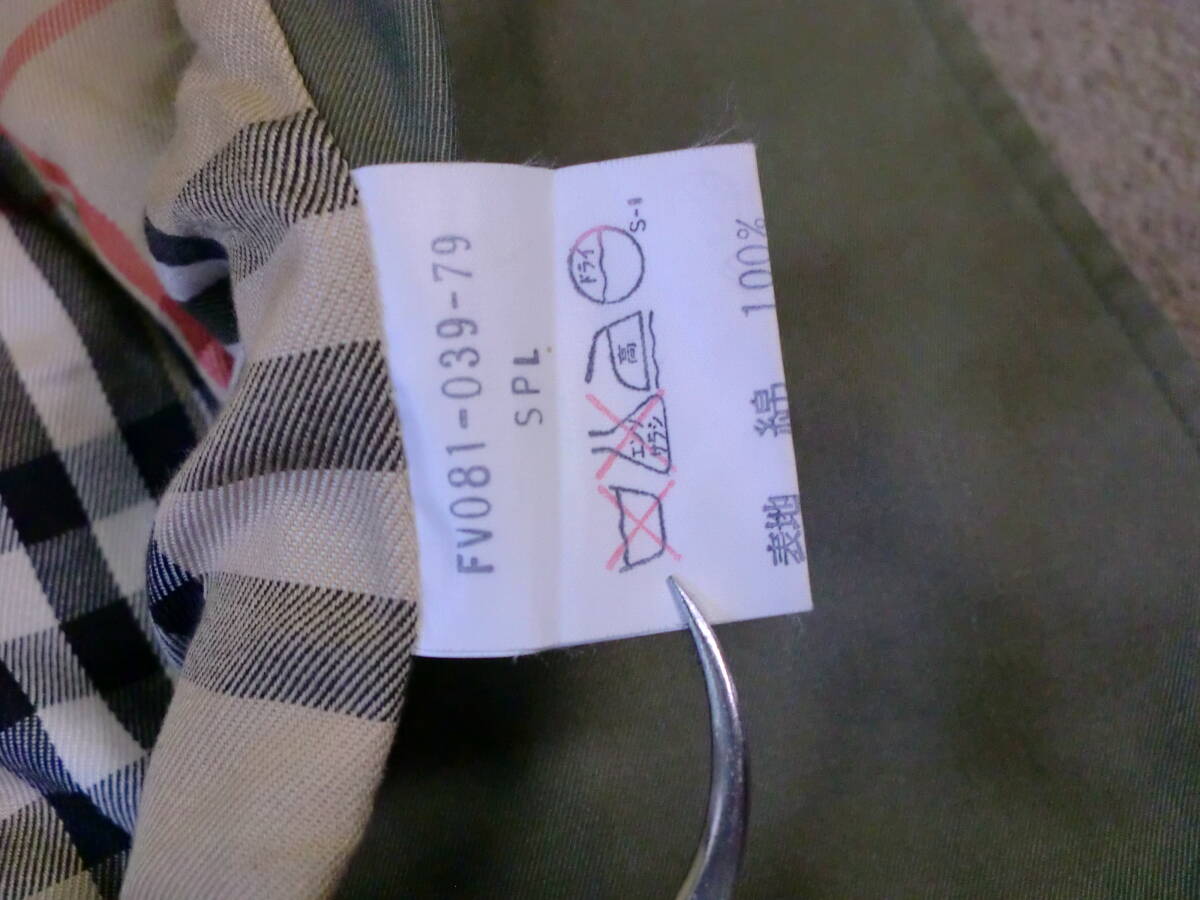 FV081-039-79
SPL
エンソ
サラシ
高
ドライ
S-1
表地 綿 100%